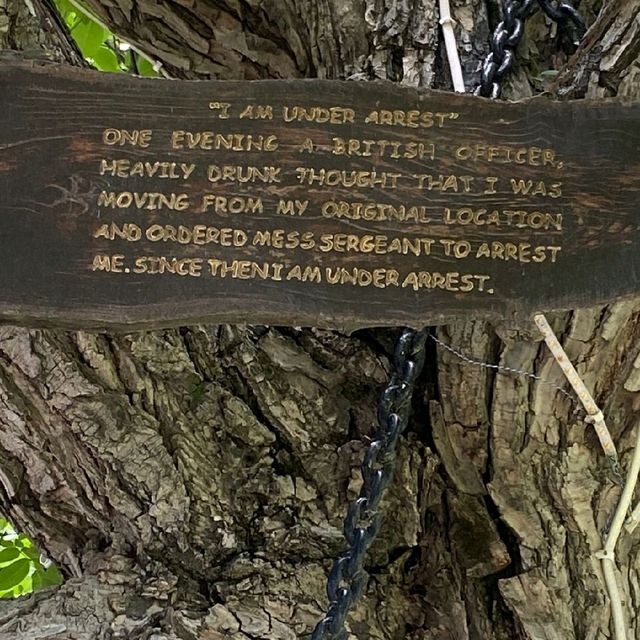 "I AM UNDER ARREST"
ONE EVENING A BRITISH OFFICER,
HEAVILY DRUNK THOUGHT THAT I WAS
MOVING FROM MY ORIGINAL LOCATION
AND ORDERED MESS SERGEANT TO ARREST
ME. SINCE THEN I AM UNDER ARREST.